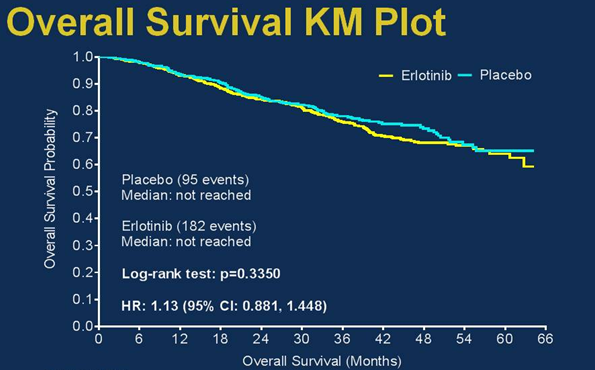 Overall Survival KM Plot
Erlotinib Placebo
1.0
0.9
0.8
0.7
0.6
0.5
0.4
0.3
0.2
0.1
0.0
Overall Survival Probability
Placebo (95 events)
Median: not reached
Erlotinib (182 events)
Median: not reached
Log-rank test: p=0.3350
HR: 1.13 (95% CI: 0.881, 1.448)
0 6 12 18 24 30 36 42 48 54 60 66
Overall Survival (Months)